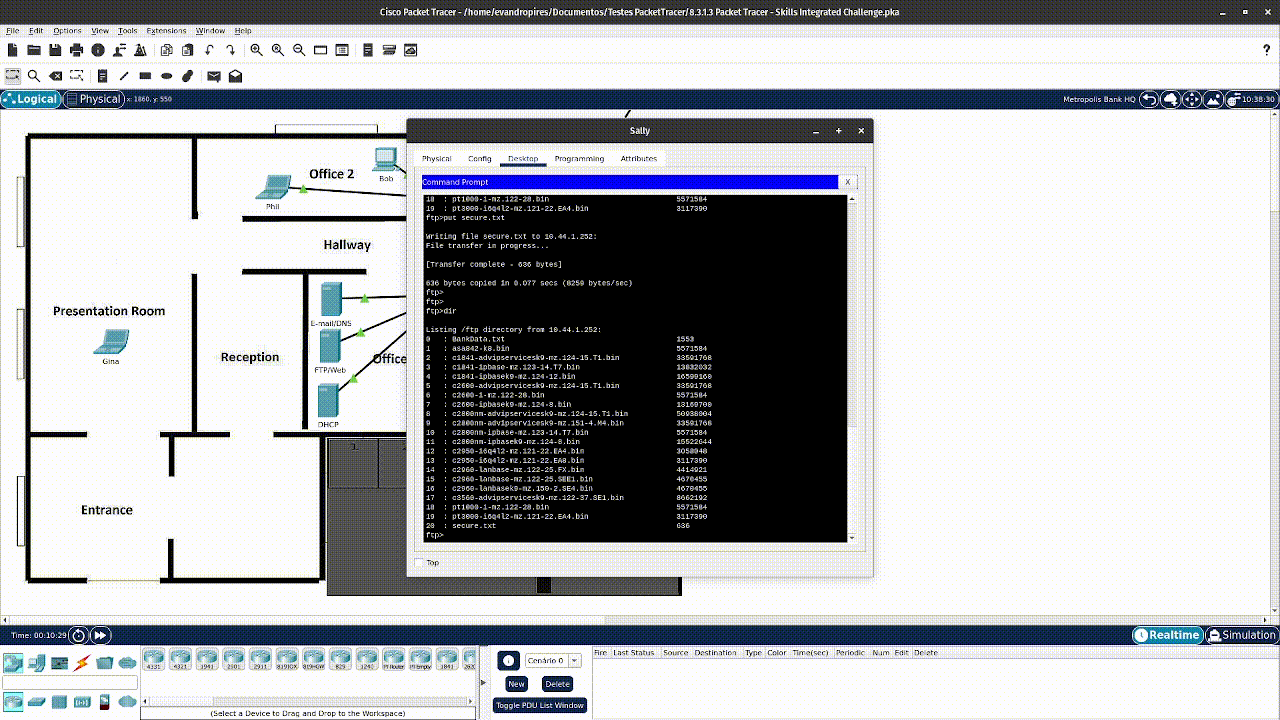 Cisco Packet Tracer - /home/evandropires/Documentos/Testes PacketTracer/8.3.1.3 Packet Tracer - Skills Integrated Challenge.pka
File Edit Options View Tools Extensions Window Help
Logical Physical x: 1860, y: 550 Metropolis Bank HQ 10:38:30
Sally
Physical Config Desktop Programming Attributes
Command Prompt X
18 : pt1000-i-mz.122-28.bin 5571584
19 : pt3000-i6q4l2-mz.121-22.EA4.bin 3117390
ftp>put secure.txt
Writing file secure.txt to 10.44.1.252:
File transfer in progress...
[Transfer complete - 636 bytes]
636 bytes copied in 0.077 secs (8259 bytes/sec)
ftp>
ftp>
ftp>dir
Listing /ftp directory from 10.44.1.252:
0 : BankData.txt 1553
1 : asa842-k8.bin 5571584
2 : c1841-advipservicesk9-mz.124-15.T1.bin 33591768
3 : c1841-ipbase-mz.123-14.T7.bin 13832032
4 : c1841-ipbasek9-mz.124-12.bin 16599160
5 : c2600-advipservicesk9-mz.124-15.T1.bin 33591768
6 : c2600-i-mz.122-28.bin 5571584
7 : c2600-ipbasek9-mz.124-8.bin 13169700
8 : c2800nm-advipservicesk9-mz.124-15.T1.bin 50938004
9 : c2800nm-advipservicesk9-mz.151-4.M4.bin 33591768
10 : c2800nm-ipbase-mz.123-14.T7.bin 5571584
11 : c2800nm-ipbasek9-mz.124-8.bin 15522644
12 : c2950-i6q4l2-mz.121-22.EA4.bin 3058048
13 : c2950-i6q4l2-mz.121-22.EA8.bin 3117390
14 : c2960-lanbase-mz.122-25.FX.bin 4414921
15 : c2960-lanbase-mz.122-25.SEE1.bin 4670455
16 : c2960-lanbasek9-mz.150-2.SE4.bin 4670455
17 : c3560-advipservicesk9-mz.122-37.SE1.bin 8662192
18 : pt1000-i-mz.122-28.bin 5571584
19 : pt3000-i6q4l2-mz.121-22.EA4.bin 3117390
20 : secure.txt 636
ftp>
Top
Office 2
Bob
Phil
Hallway
Presentation Room
Gina
Reception
E-mail/DNS
FTP/Web
Office
DHCP
Entrance
Time: 00:10:29 Realtime Simulation
4331 4321 1941 2901 2911 819IOX 819HGW 829 1240 PT-Router PT-Empty 1841
(Select a Device to Drag and Drop to the Workspace)
Cenário 0
New Delete
Toggle PDU List Window
Fire Last Status Source Destination Type Color Time(sec) Periodic Num Edit Delete